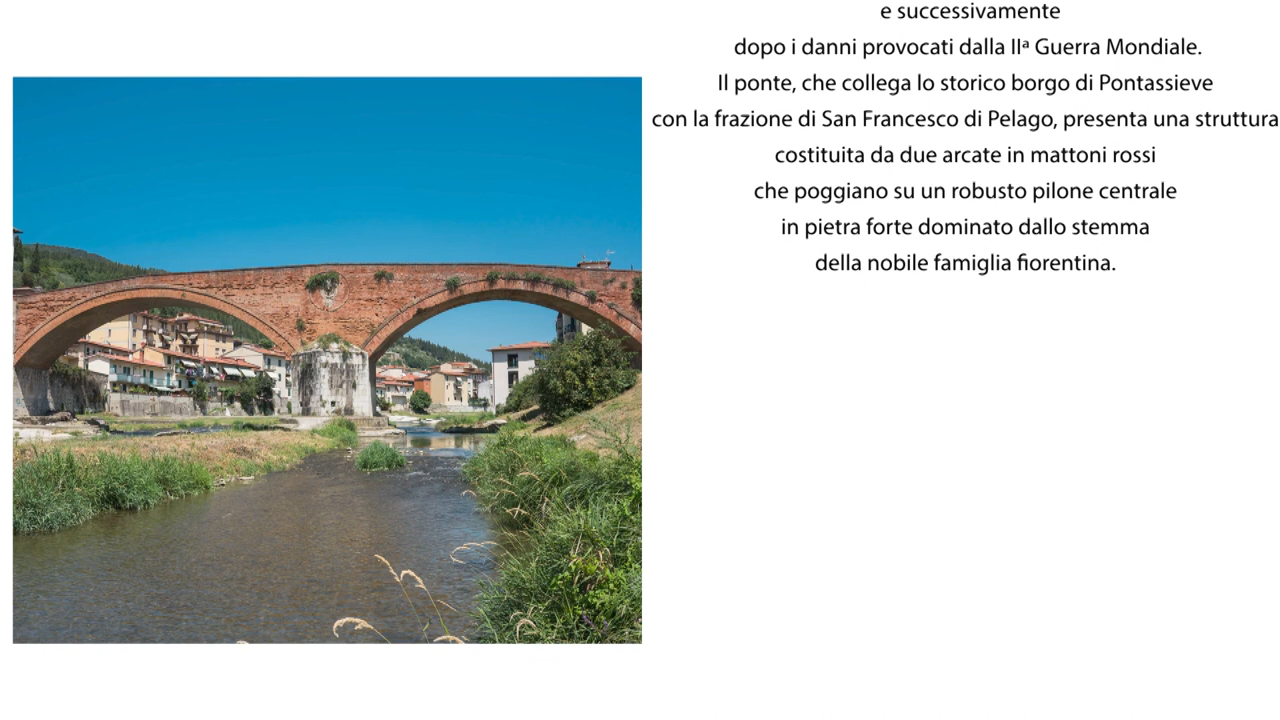 e successivamente
dopo i danni provocati dalla IIª Guerra Mondiale.
Il ponte, che collega lo storico borgo di Pontassieve
con la frazione di San Francesco di Pelago, presenta una struttura
costituita da due arcate in mattoni rossi
che poggiano su un robusto pilone centrale
in pietra forte dominato dallo stemma
della nobile famiglia fiorentina.